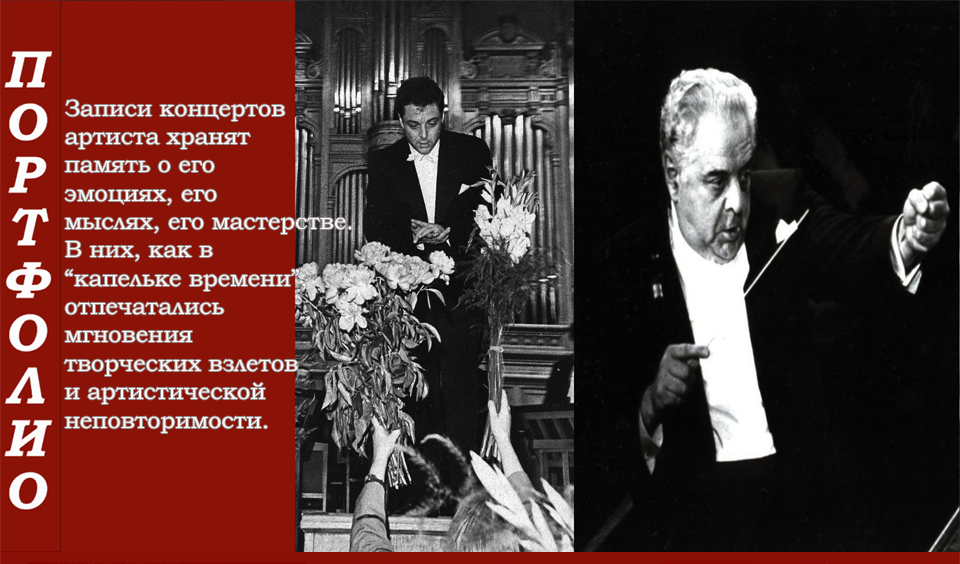 ПОРТФОЛИО
Записи концертов
артиста хранят
память о его
эмоциях, его
мыслях, его мастерстве.
В них, как в
“капельке времени”
отпечатались
мгновения
творческих взлетов
и артистической
неповторимости.